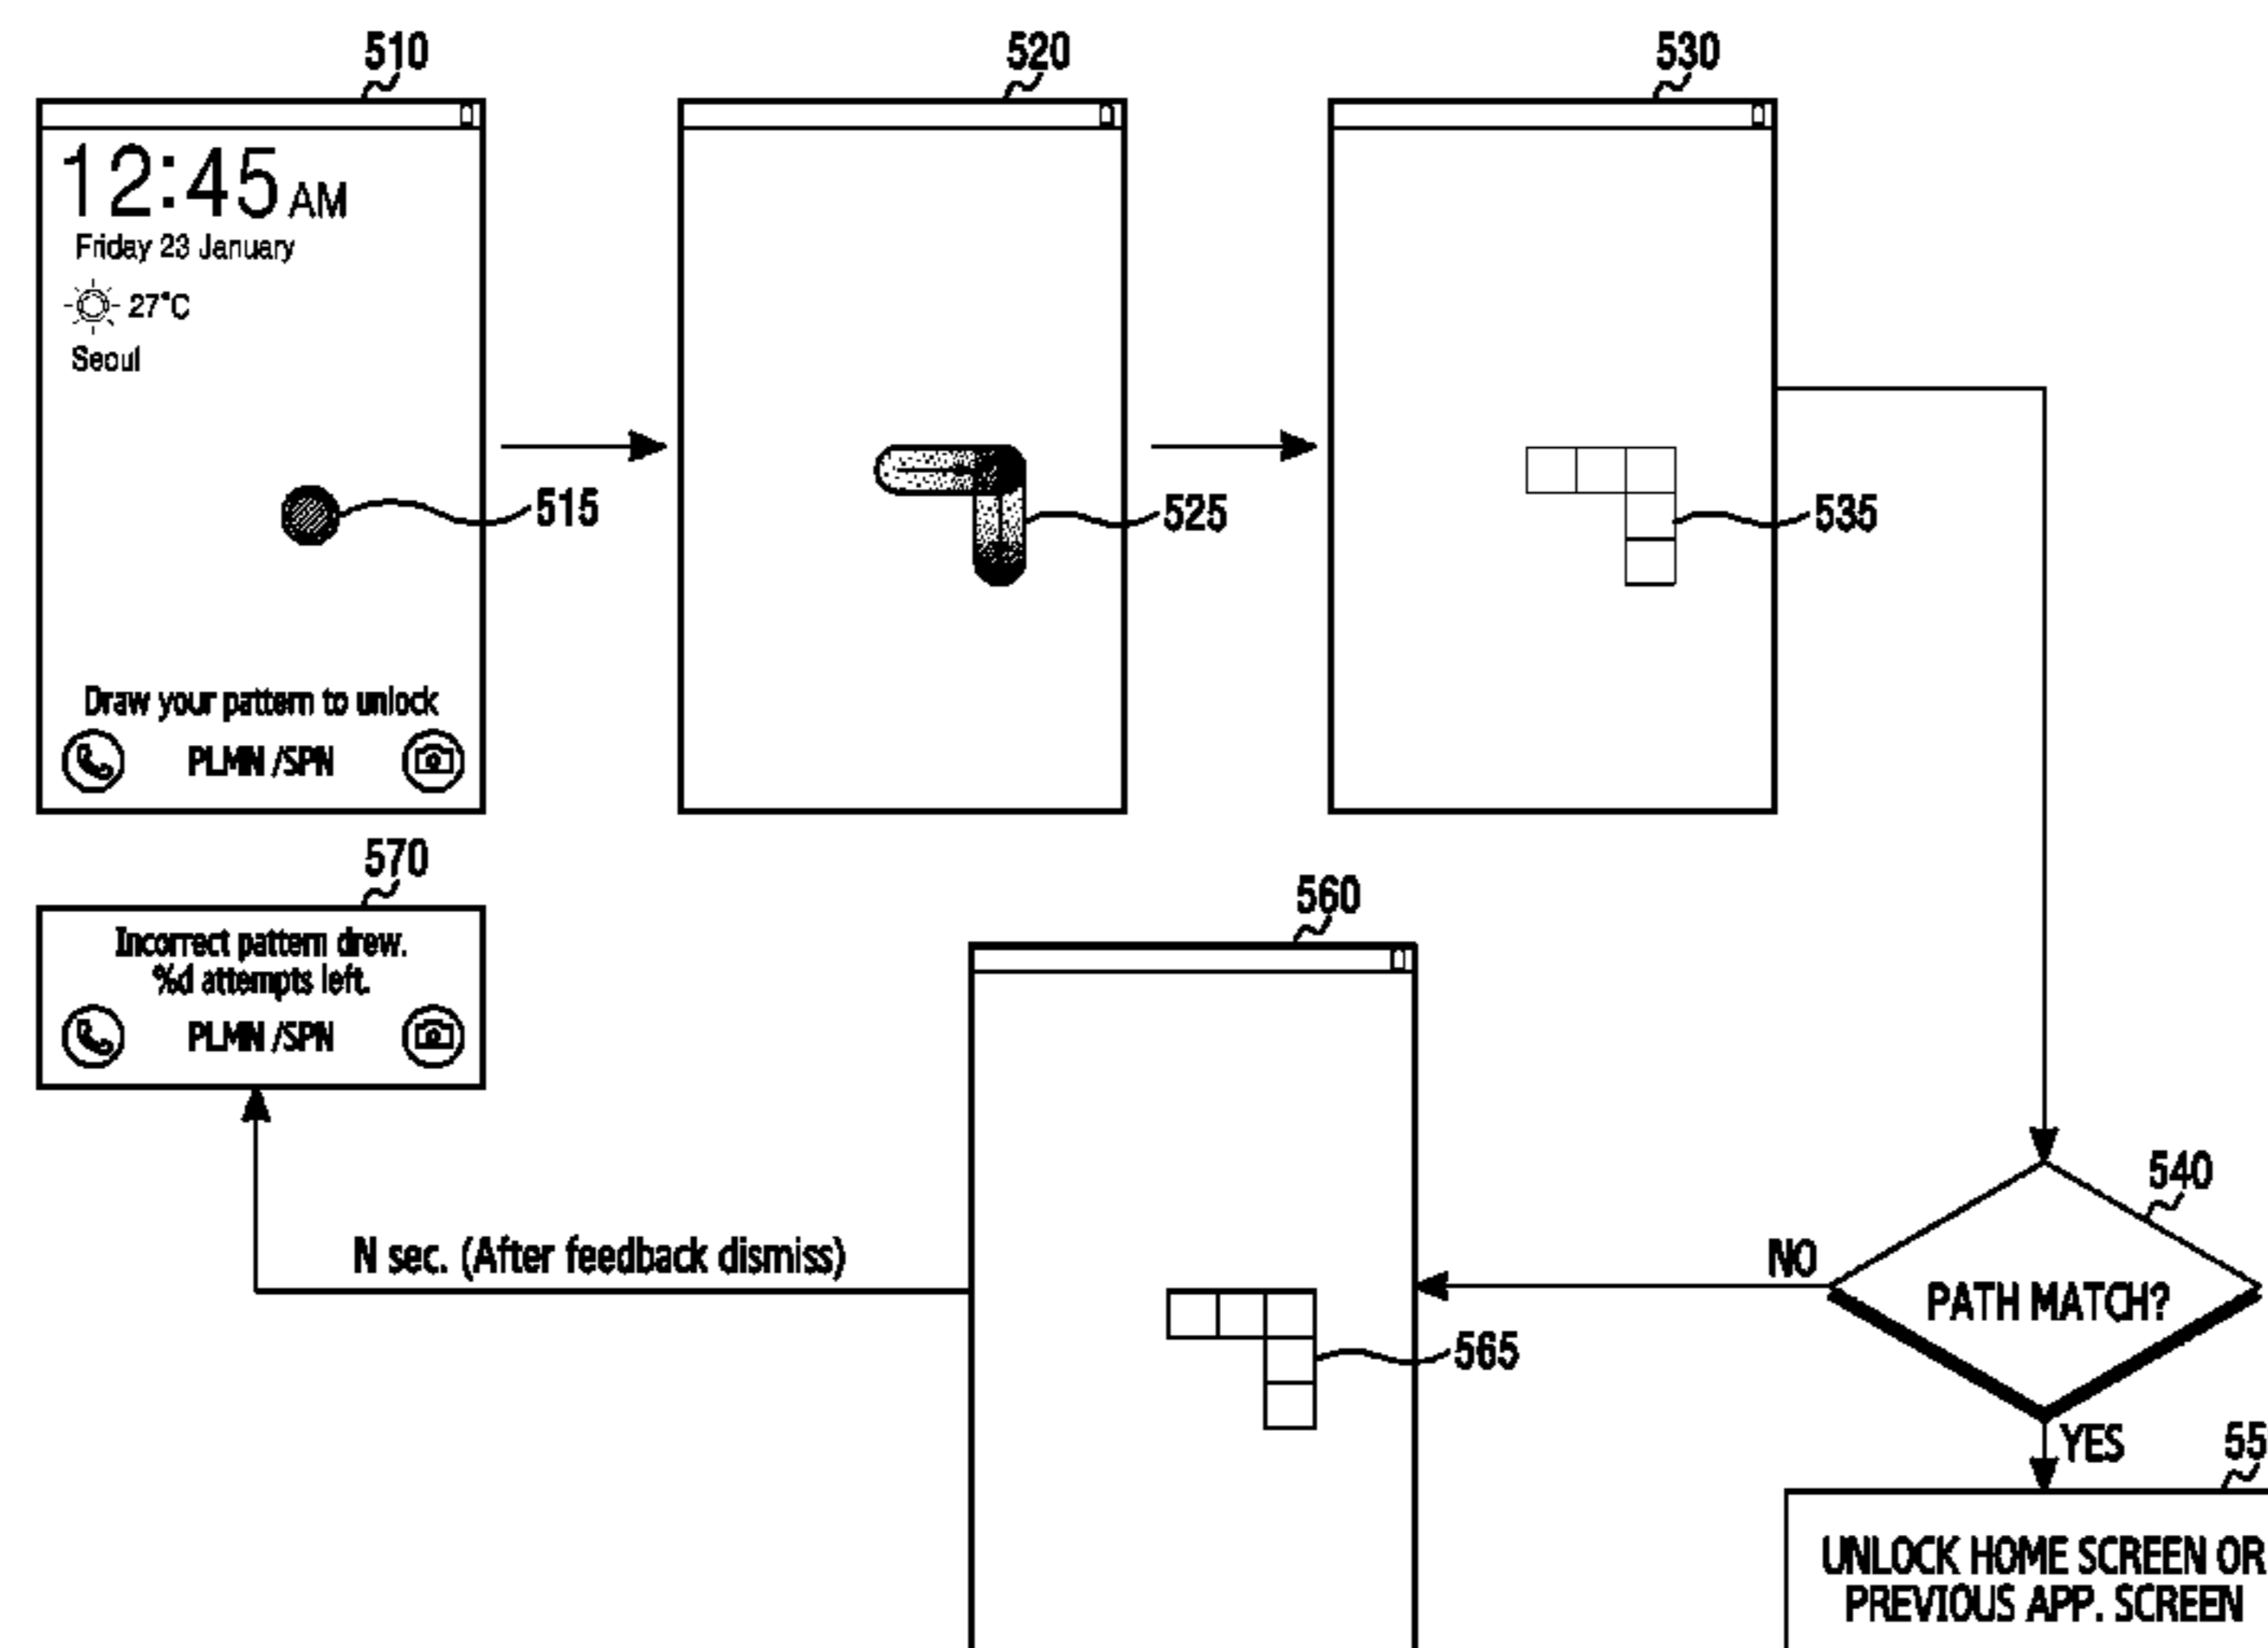 510
520
530
12:45 AM
Friday 23 January
27°C
Seoul
515
525
535
Draw your pattern to unlock
PLMN /SPN
570
560
Incorrect pattern drew.
%d attempts left.
PLMN /SPN
540
N sec. (After feedback dismiss)
NO
PATH MATCH?
565
YES
UNLOCK HOME SCREEN OR
PREVIOUS APP. SCREEN